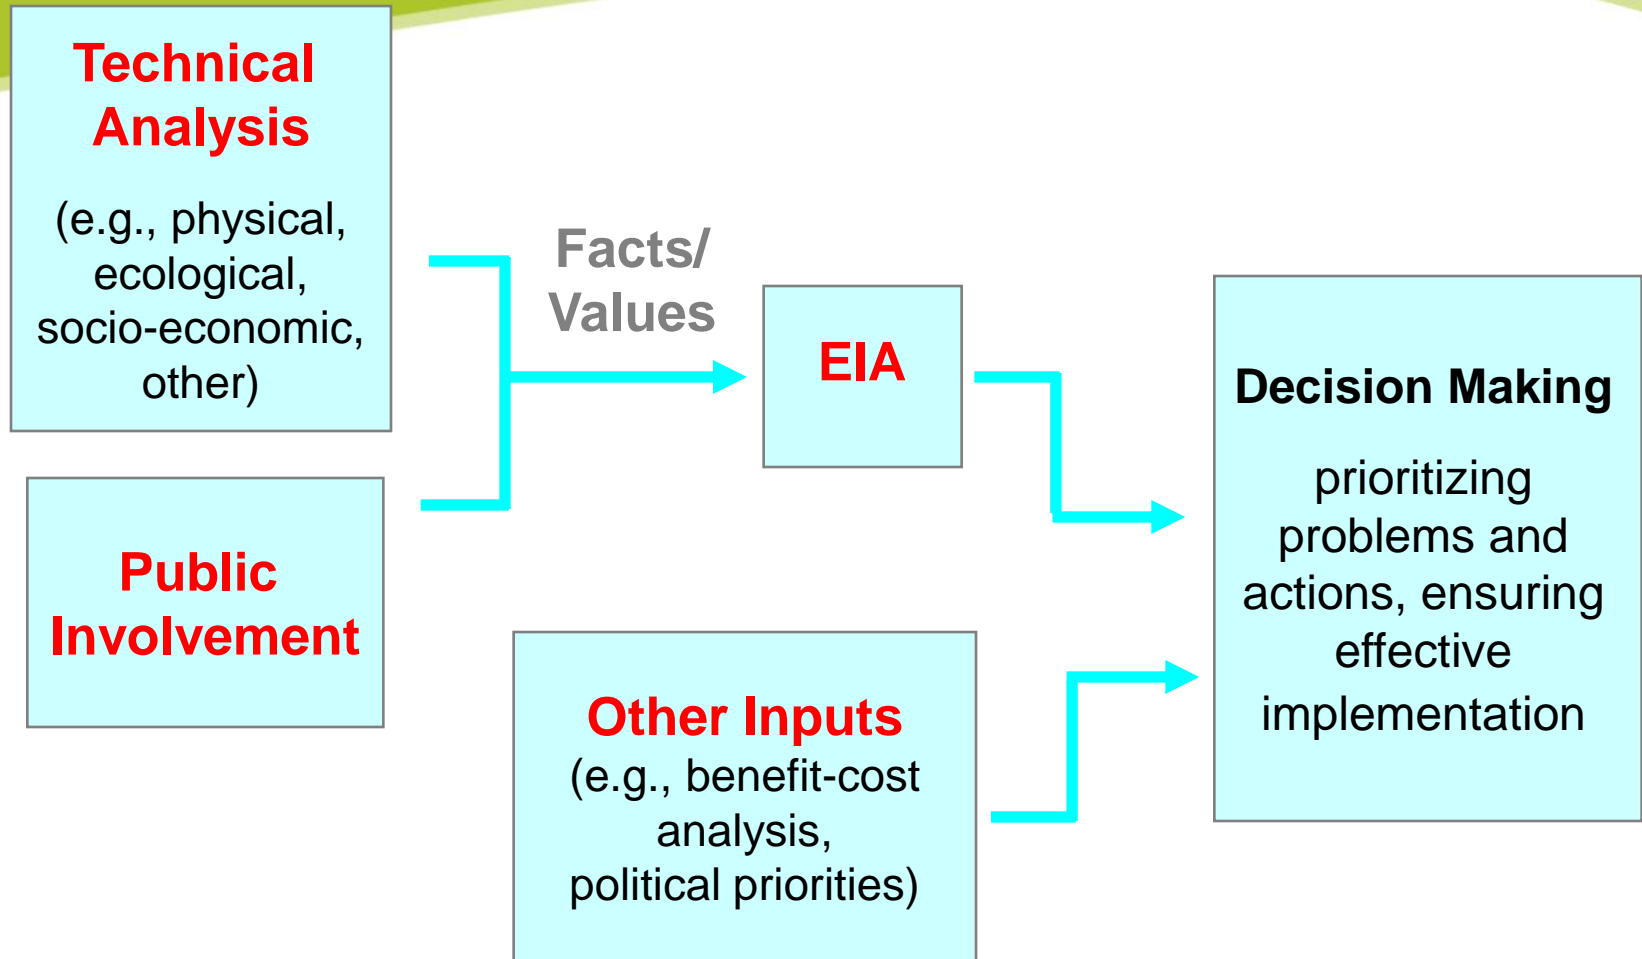 Technical
Analysis
(e.g., physical,
ecological,
socio-economic,
other)
Public
Involvement
Facts/
Values
EIA
Other Inputs
(e.g., benefit-cost
analysis,
political priorities)
Decision Making
prioritizing
problems and
actions, ensuring
effective
implementation